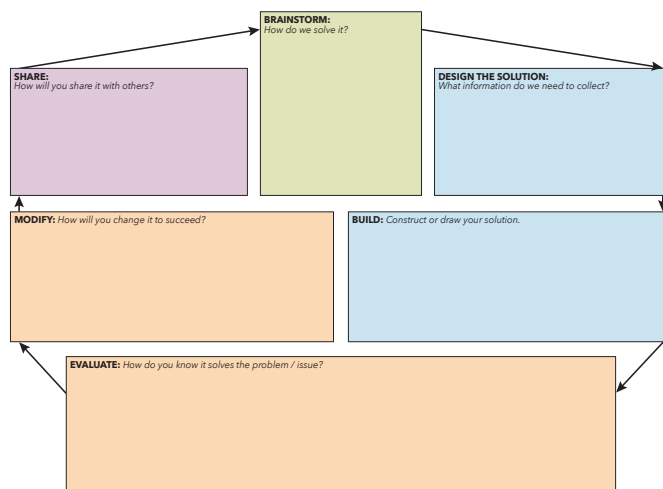 BRAINSTORM:
How do we solve it?
SHARE:
How will you share it with others?
DESIGN THE SOLUTION:
What information do we need to collect?
MODIFY: How will you change it to succeed?
BUILD: Construct or draw your solution.
EVALUATE: How do you know it solves the problem / issue?